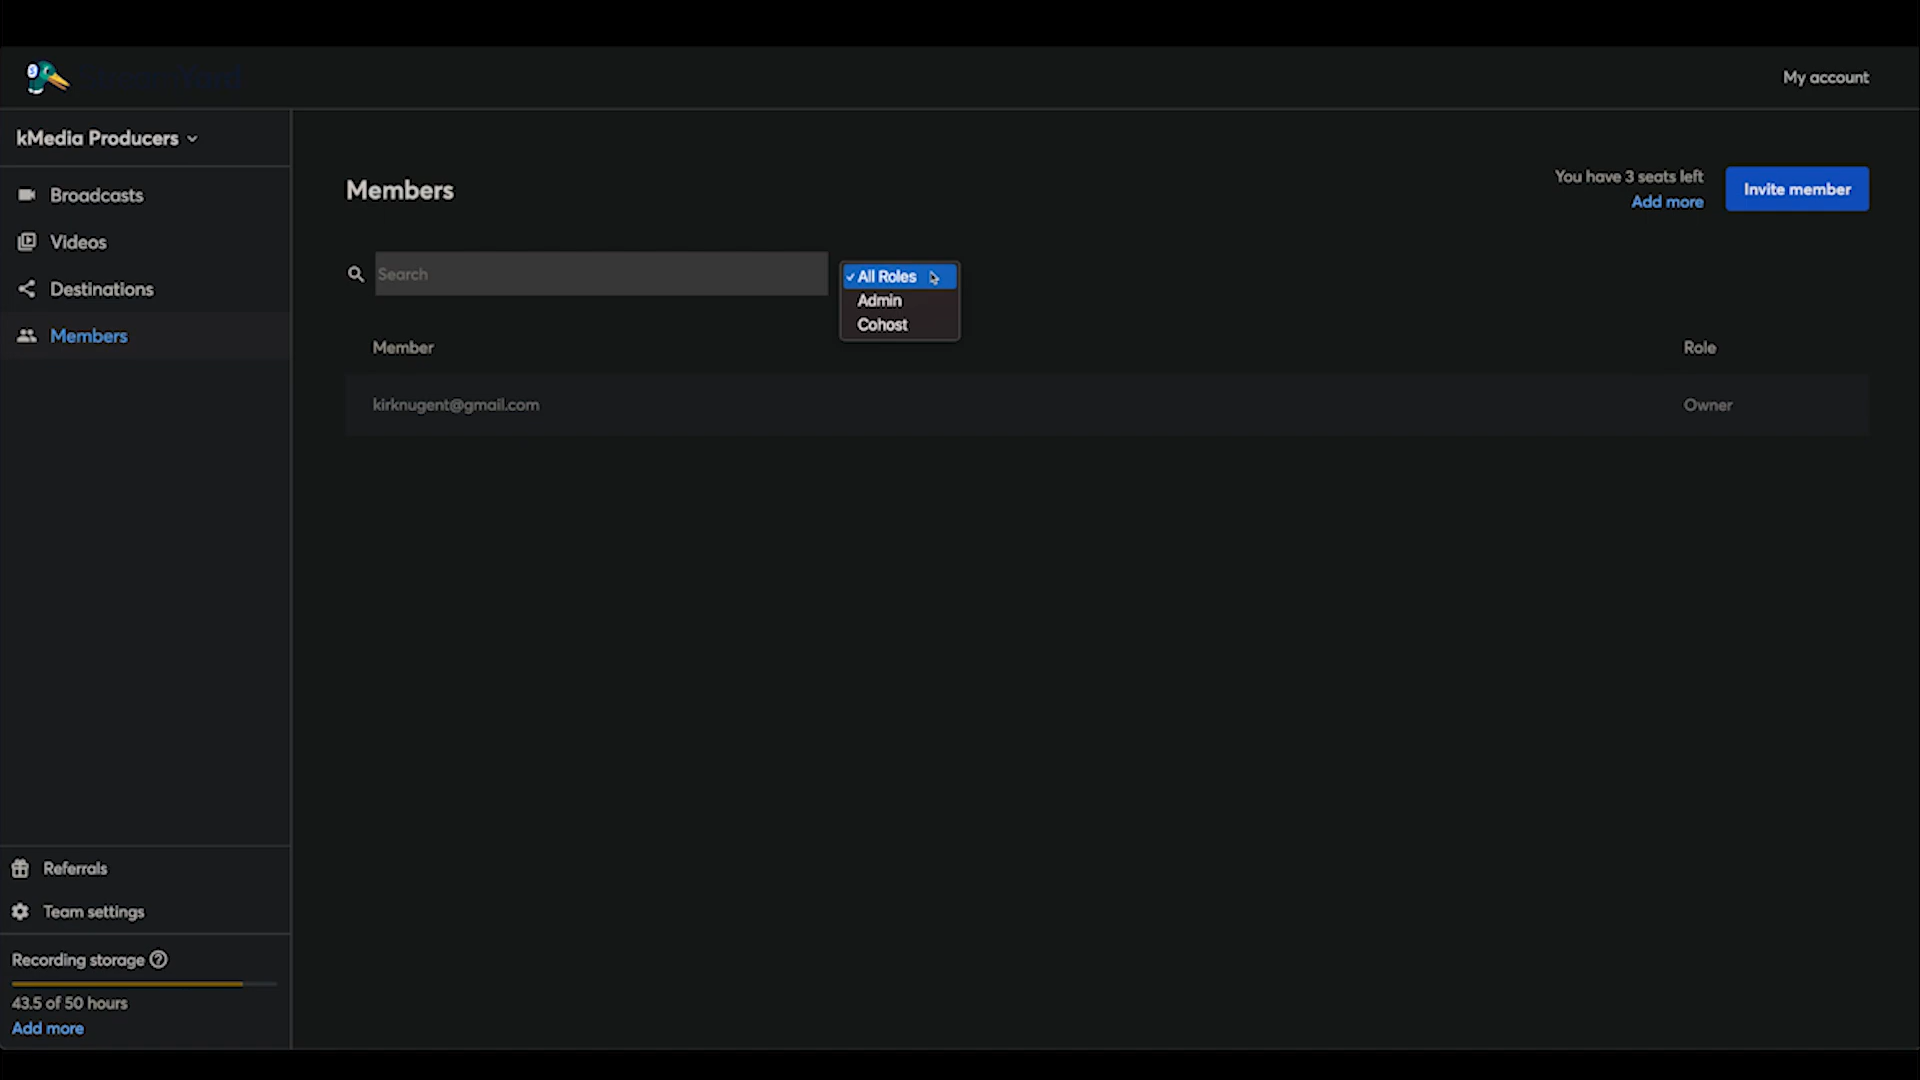 My account
kMedia Producers
Broadcasts
Videos
Destinations
Members
Members
You have 3 seats left
Add more
Invite member
Search
All Roles
Admin
Cohost
Member
Role
kirknugent@gmail.com
Owner
Referrals
Team settings
Recording storage
43.5 of 50 hours
Add more